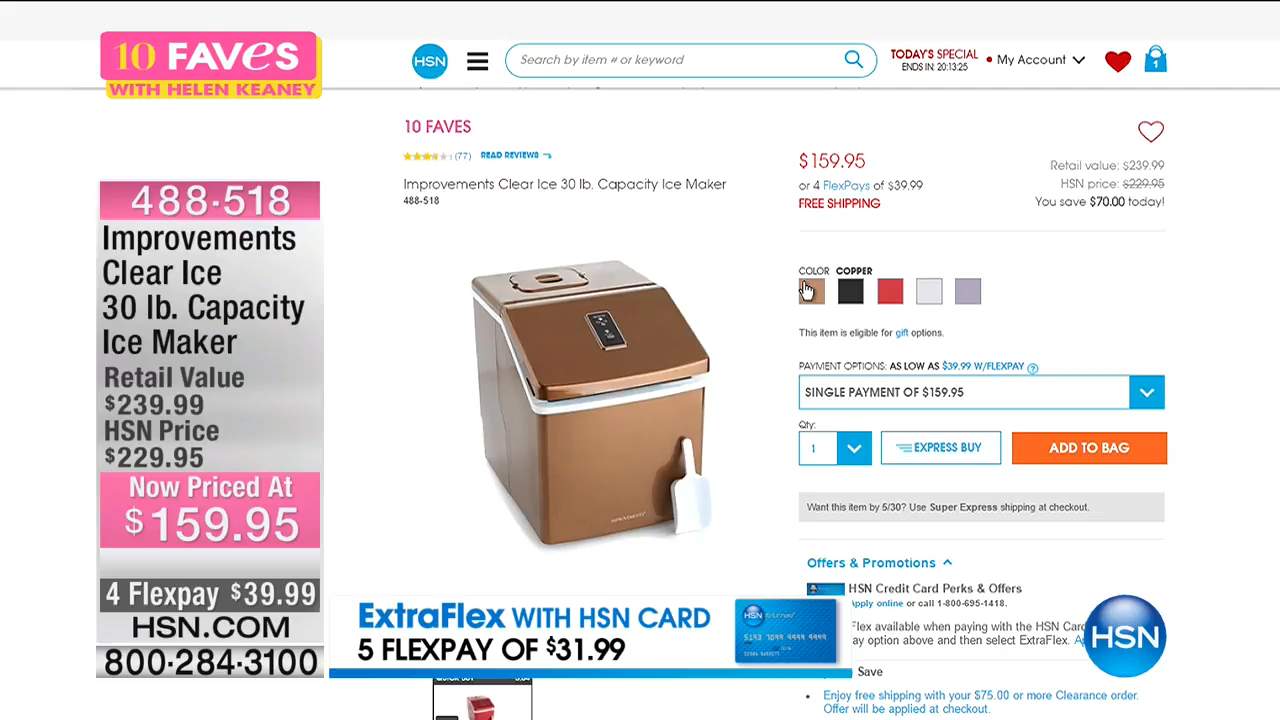 10 FAVES
WITH HELEN KEANEY
HSN
Search by item # or keyword
TODAY'S SPECIAL
ENDS IN: 20:13:25
My Account
1
488-518
Improvements
Clear Ice
30 lb. Capacity
Ice Maker
Retail Value
$239.99
HSN Price
$229.95
Now Priced At
$159.95
4 Flexpay $39.99
HSN.COM
800-284-3100
10 FAVES
(77) READ REVIEWS
Improvements Clear Ice 30 lb. Capacity Ice Maker
488-518
$159.95
or 4 FlexPays of $39.99
FREE SHIPPING
Retail value: $239.99
HSN price: $229.95
You save $70.00 today!
COLOR COPPER
This item is eligible for gift options.
PAYMENT OPTIONS: AS LOW AS $39.99 W/FLEXPAY ?
SINGLE PAYMENT OF $159.95
Qty:
1
EXPRESS BUY
ADD TO BAG
Want this item by 5/30? Use Super Express shipping at checkout.
Offers & Promotions
HSN Credit Card Perks & Offers
Apply online or call 1-800-695-1418.
Flex available when paying with the HSN Card
pay option above and then select ExtraFlex.
Save
Enjoy free shipping with your $75.00 or more Clearance order.
Offer will be applied at checkout.
ExtraFlex WITH HSN CARD
5 FLEXPAY OF $31.99
HSN
HSN